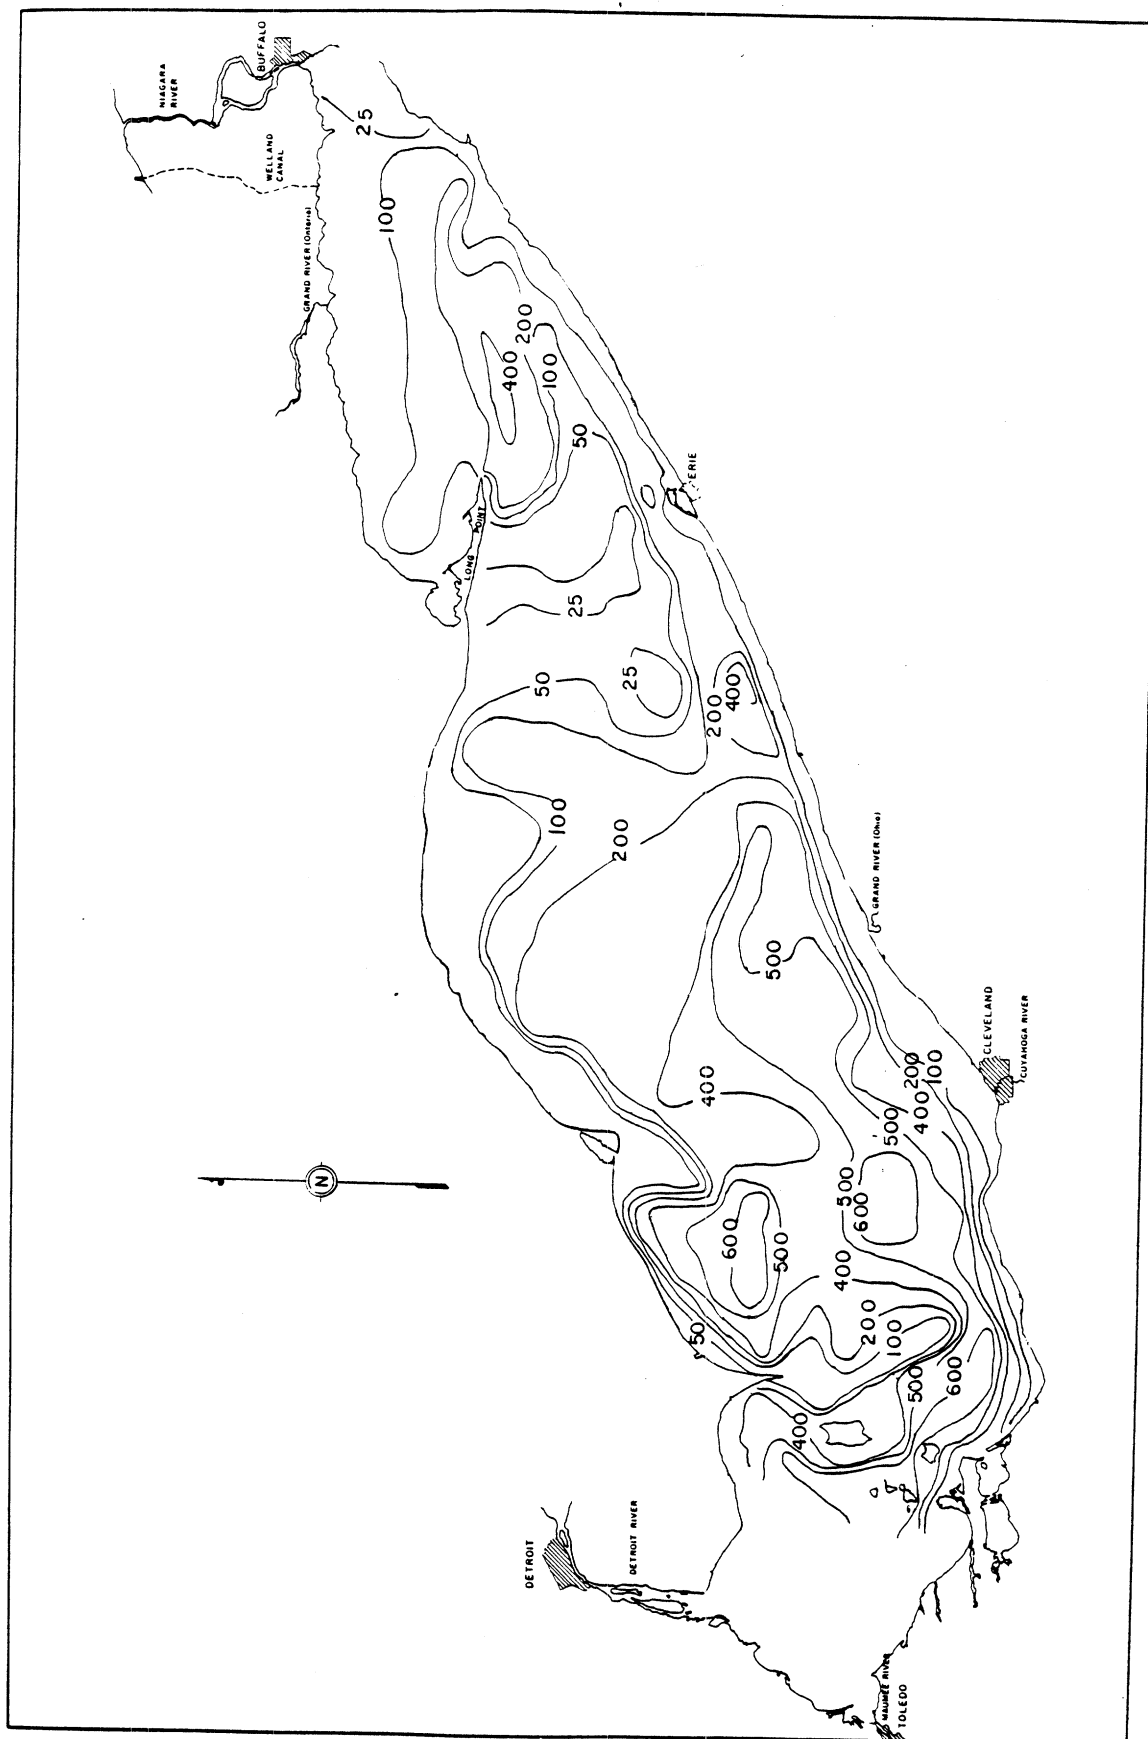 BUFFALO
NIAGARA
RIVER
WELLAND
CANAL
GRAND RIVER (Ontario)
25
100
200
400
100
50
ERIE
LONG POINT
25
25
50
200
400
100
200
GRAND RIVER (Ohio)
500
CLEVELAND
CUYAHOGA RIVER
200
100
400
500
400
N
500
600
600
500
400
50
200
100
500
600
400
DETROIT
DETROIT RIVER
MAUMEE RIVER
TOLEDO